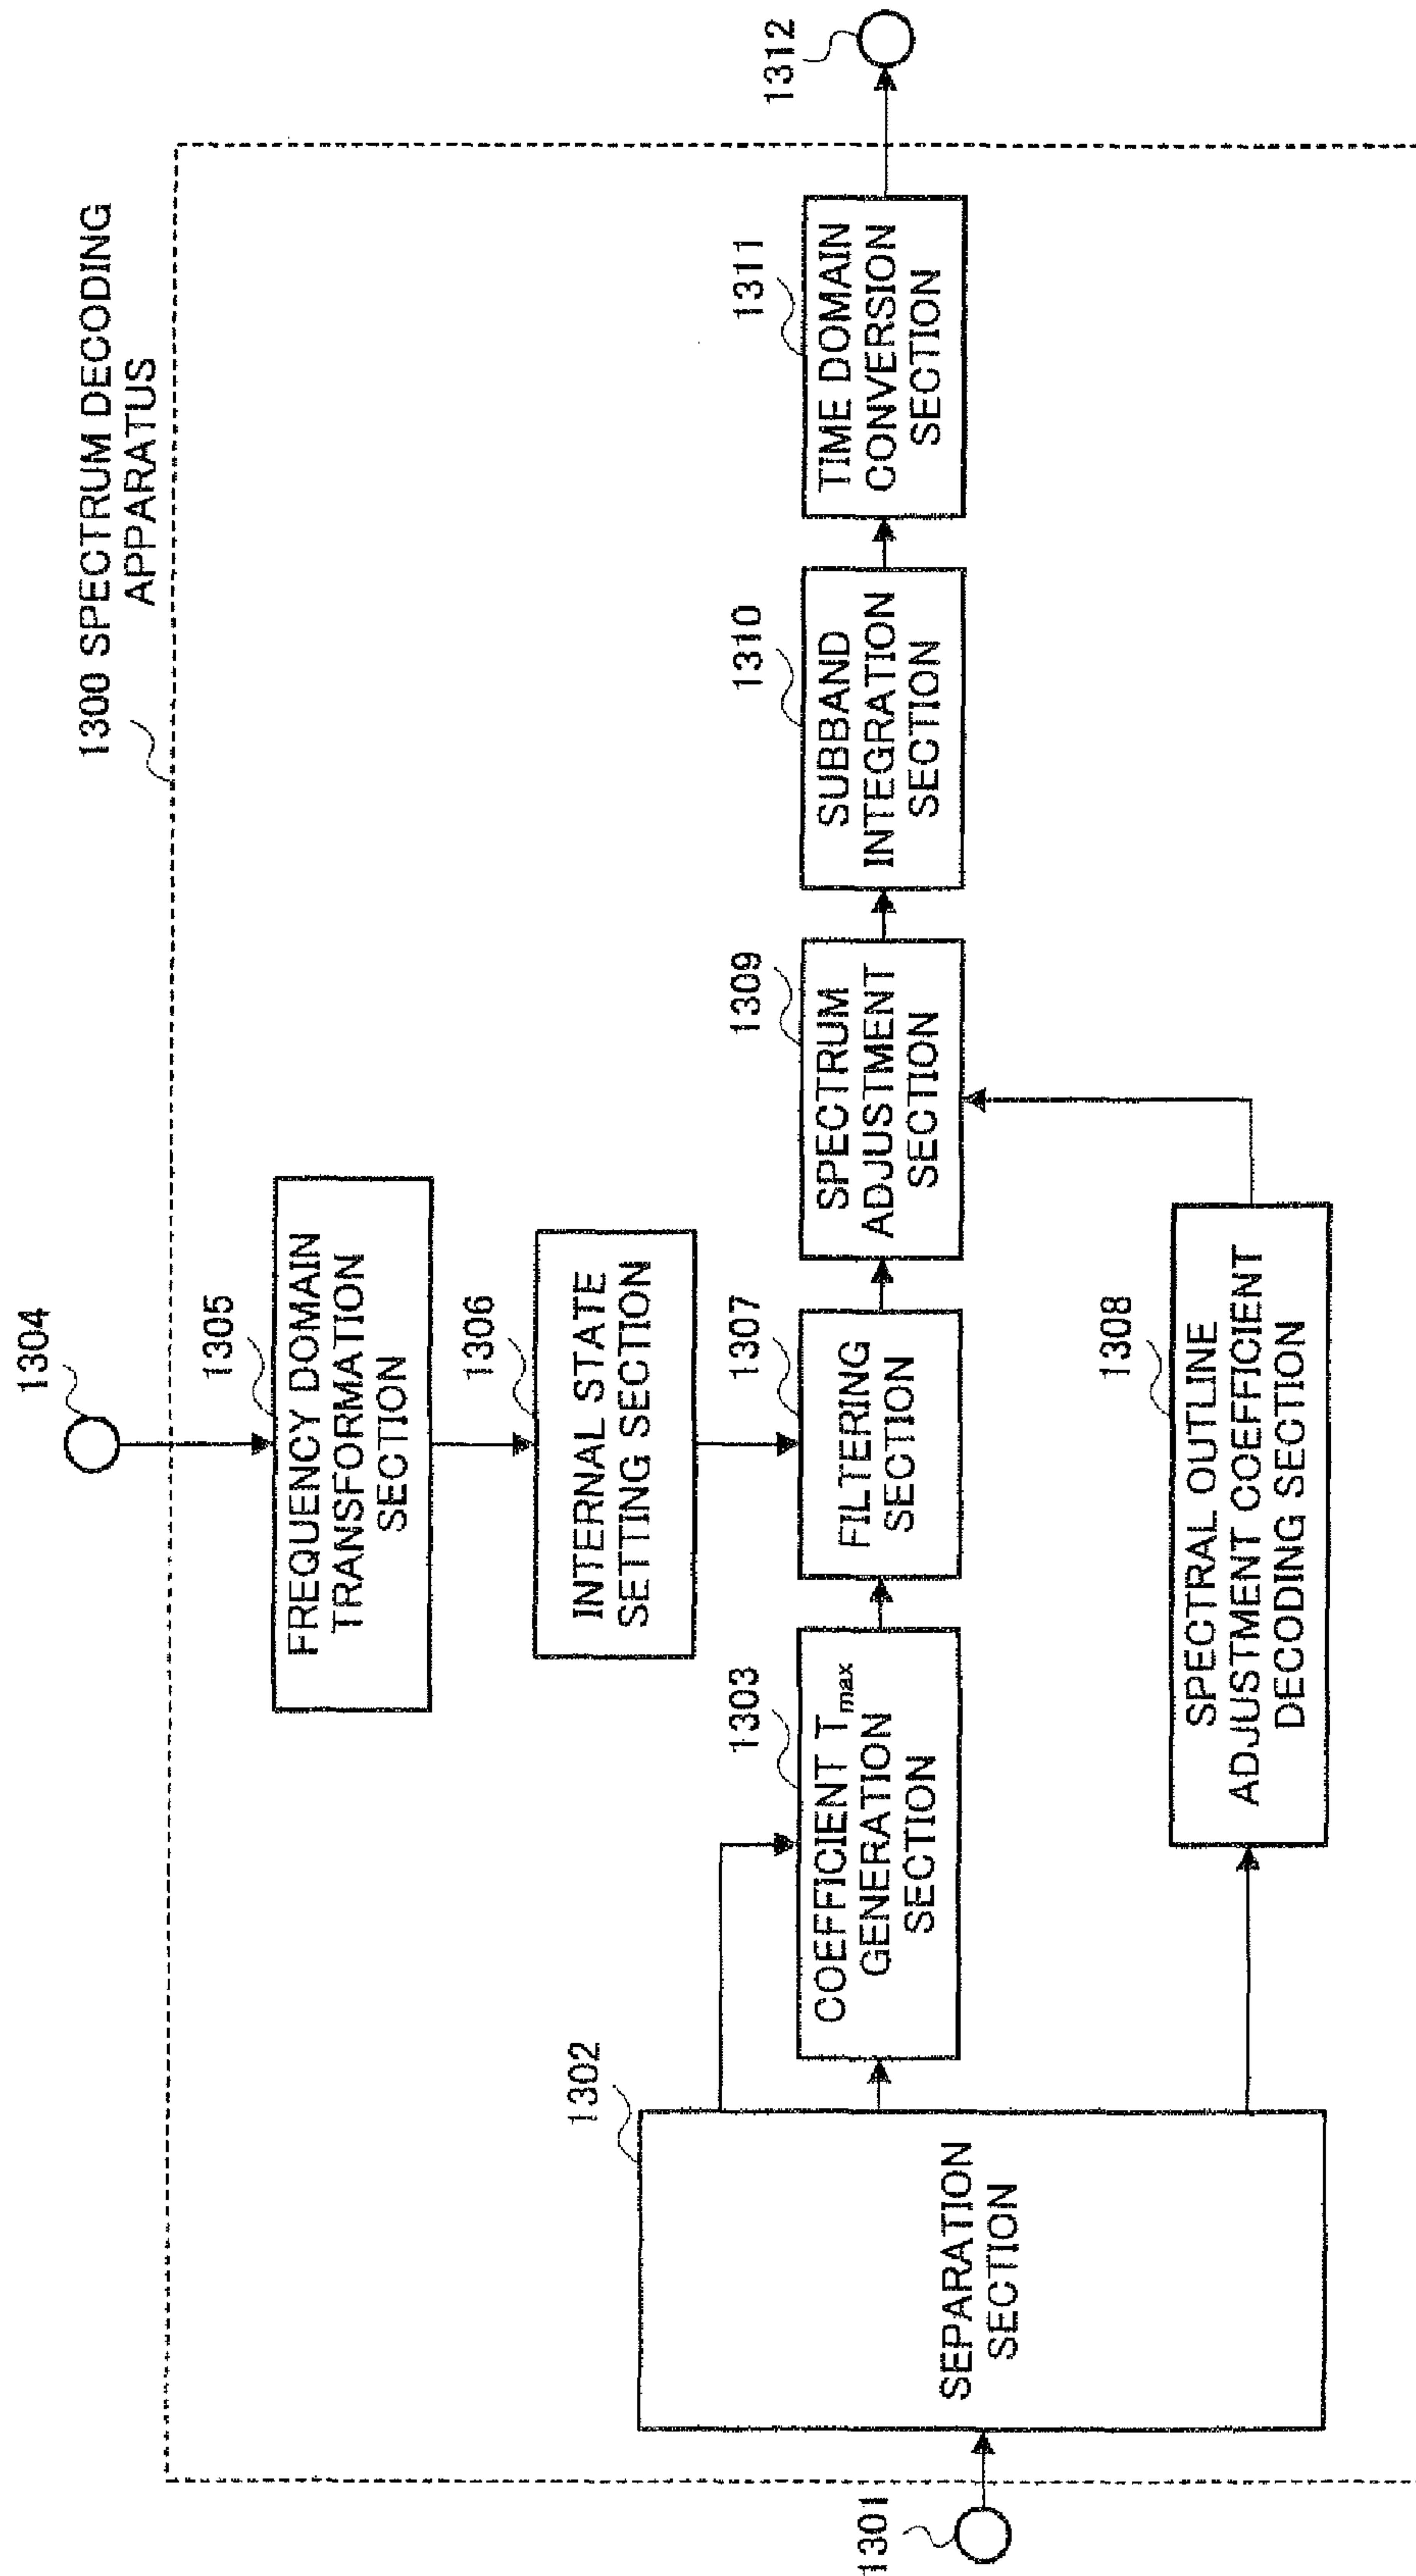 1300 SPECTRUM DECODING
APPARATUS
1304
1305
FREQUENCY DOMAIN
TRANSFORMATION
SECTION
1306
INTERNAL STATE
SETTING SECTION
1301
1302
SEPARATION
SECTION
1303
COEFFICIENT Tmax
GENERATION
SECTION
1307
FILTERING
SECTION
1309
SPECTRUM
ADJUSTMENT
SECTION
1310
SUBBAND
INTEGRATION
SECTION
1311
TIME DOMAIN
CONVERSION
SECTION
1312
1308
SPECTRAL OUTLINE
ADJUSTMENT COEFFICIENT
DECODING SECTION